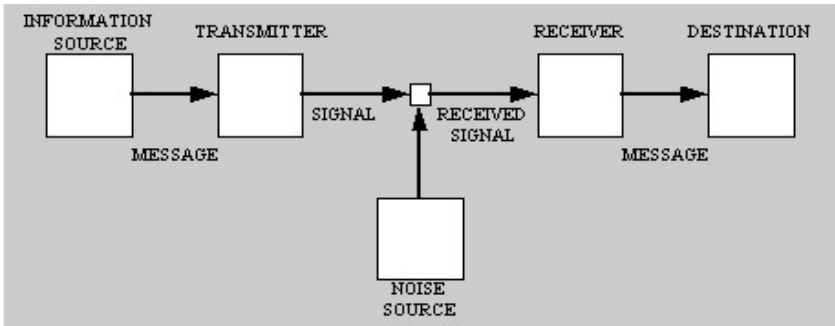 INFORMATION
SOURCE
TRANSMITTER
RECEIVER
DESTINATION
MESSAGE
SIGNAL
RECEIVED
SIGNAL
MESSAGE
NOISE
SOURCE